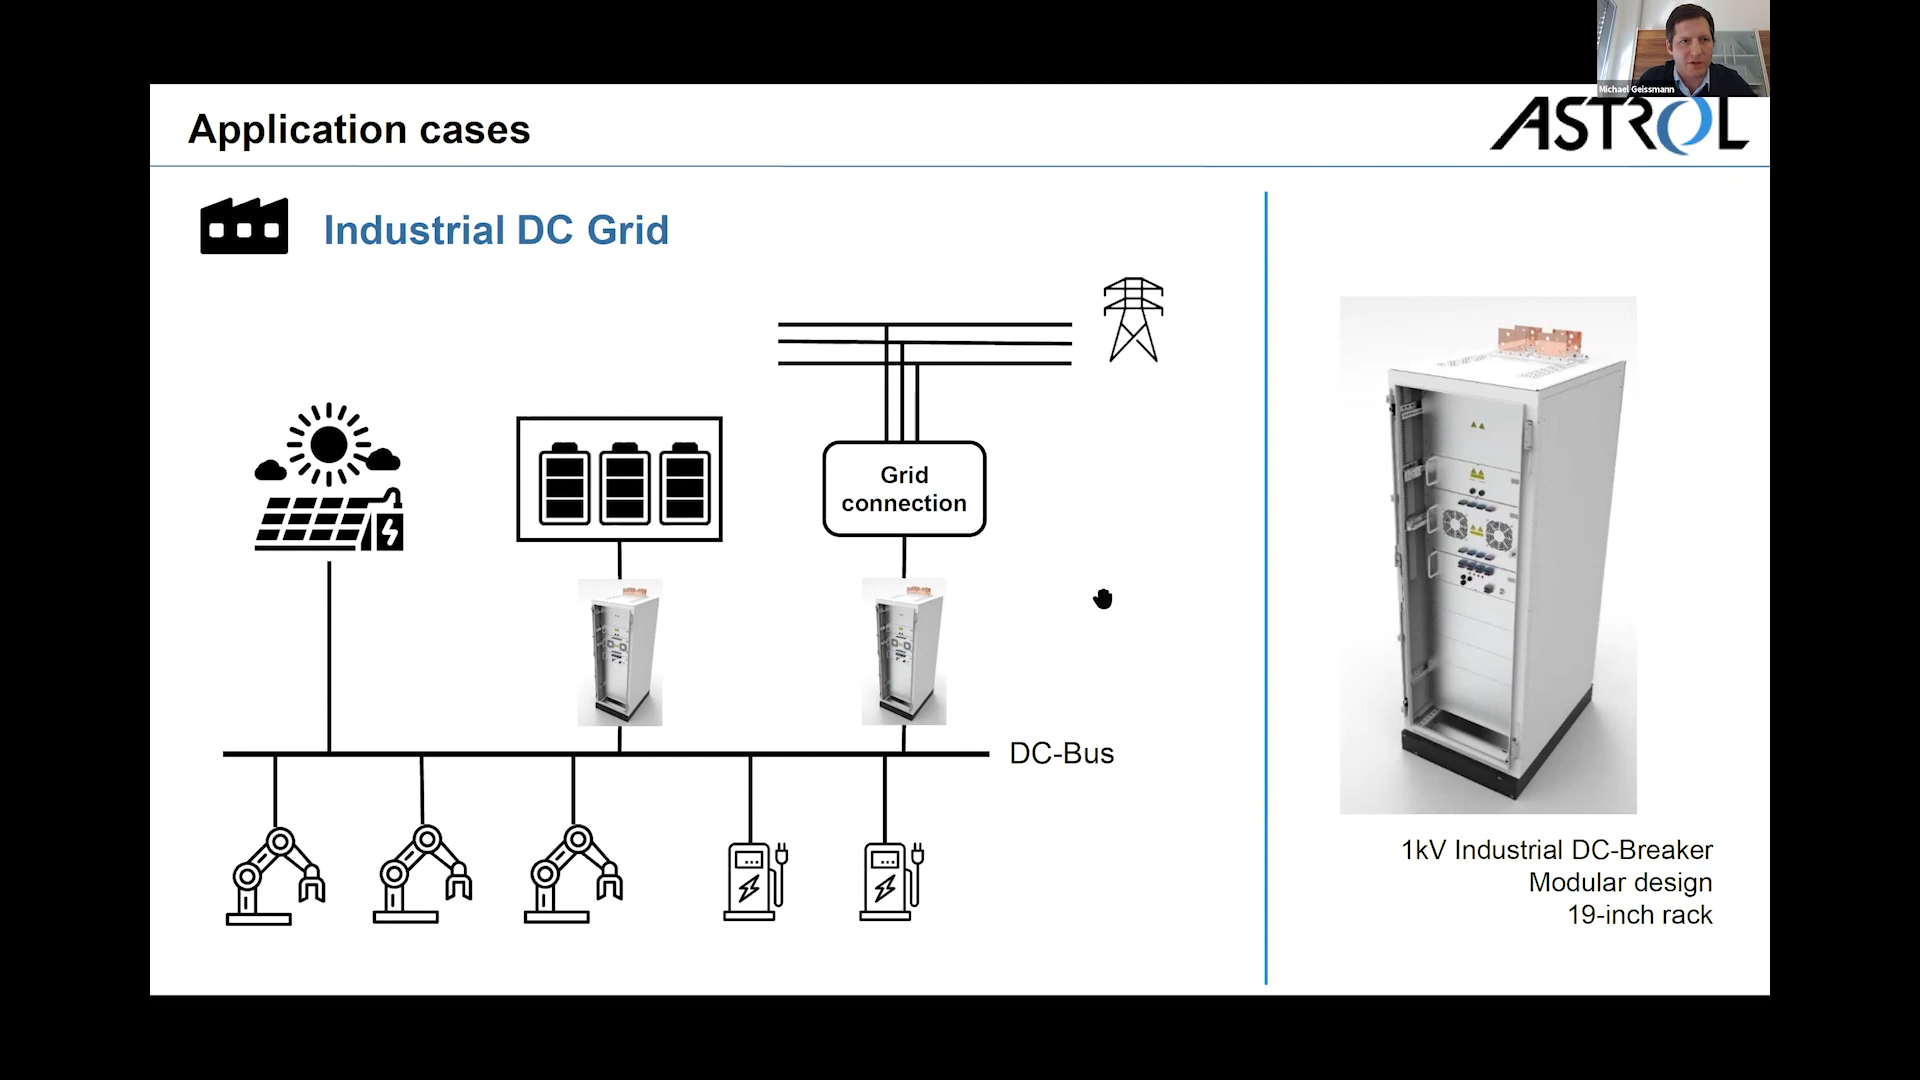 Michael Geissmann
Application cases
ASTROL
Industrial DC Grid
Grid
connection
DC-Bus
1kV Industrial DC-Breaker
Modular design
19-inch rack